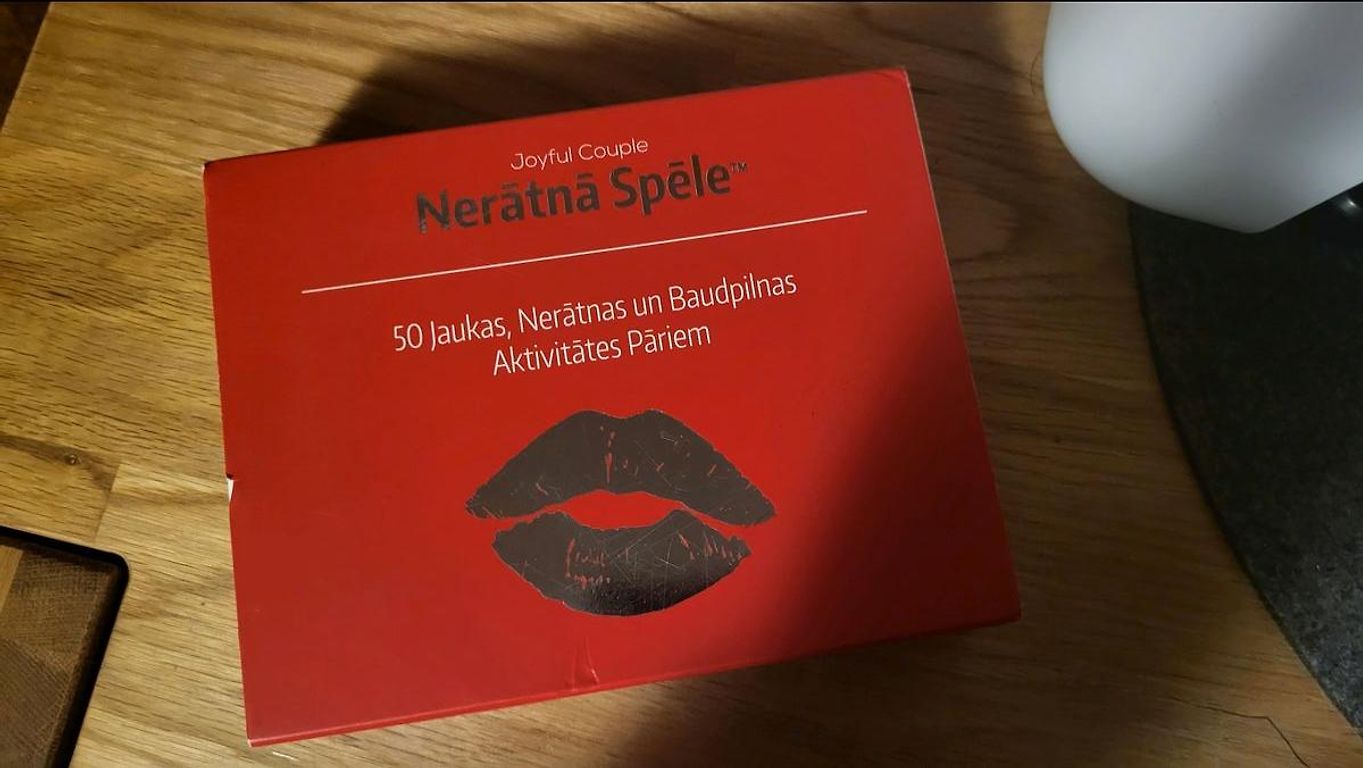 Joyful Couple
Nerātnā Spēle™
50 Jaukas, Nerātnas un Baudpilnas
Aktivitātes Pāriem